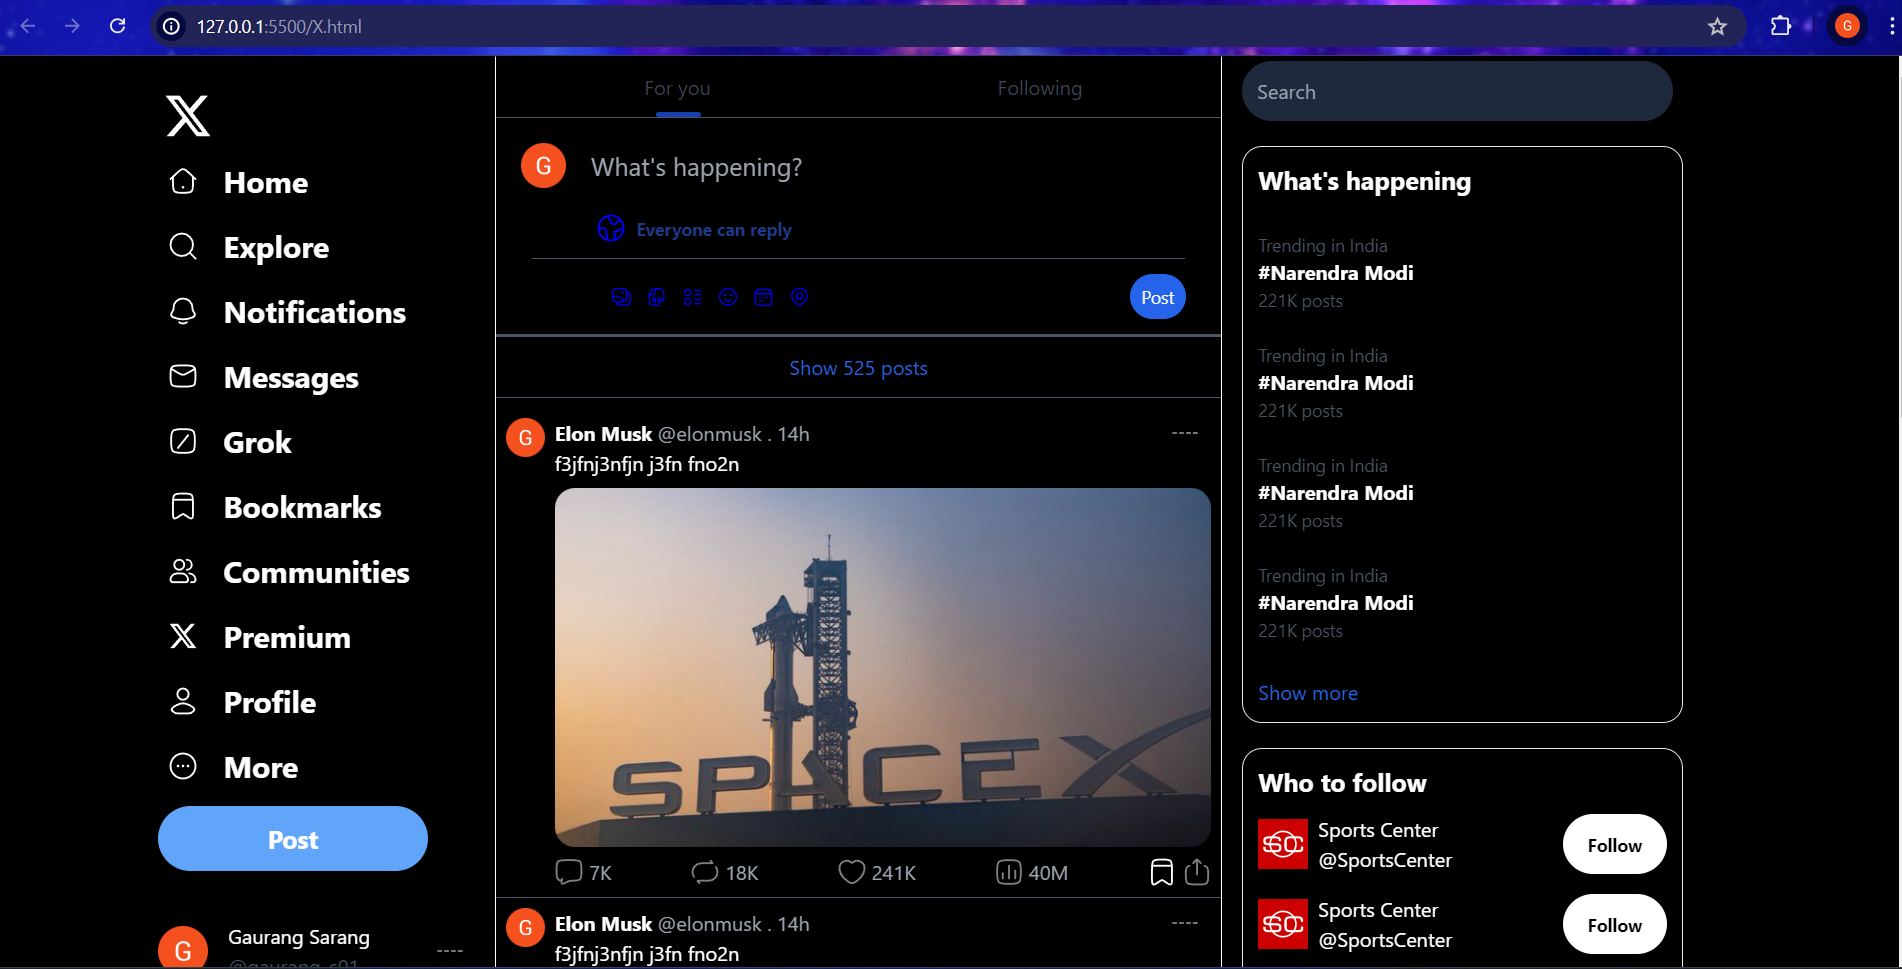 127.0.0.1:5500/X.html
G
X
Home
Explore
Notifications
Messages
Grok
Bookmarks
Communities
Premium
Profile
More
Post
G
Gaurang Sarang
@gaurang_s01
----
For you
Following
G
What's happening?
Everyone can reply
Post
Show 525 posts
G
Elon Musk @elonmusk . 14h
----
f3jfnj3nfjn j3fn fno2n
SPACEX
7K
18K
241K
40M
G
Elon Musk @elonmusk . 14h
----
f3jfnj3nfjn j3fn fno2n
Search
What's happening
Trending in India
#Narendra Modi
221K posts
Trending in India
#Narendra Modi
221K posts
Trending in India
#Narendra Modi
221K posts
Trending in India
#Narendra Modi
221K posts
Show more
Who to follow
SC
Sports Center
@SportsCenter
Follow
SC
Sports Center
@SportsCenter
Follow